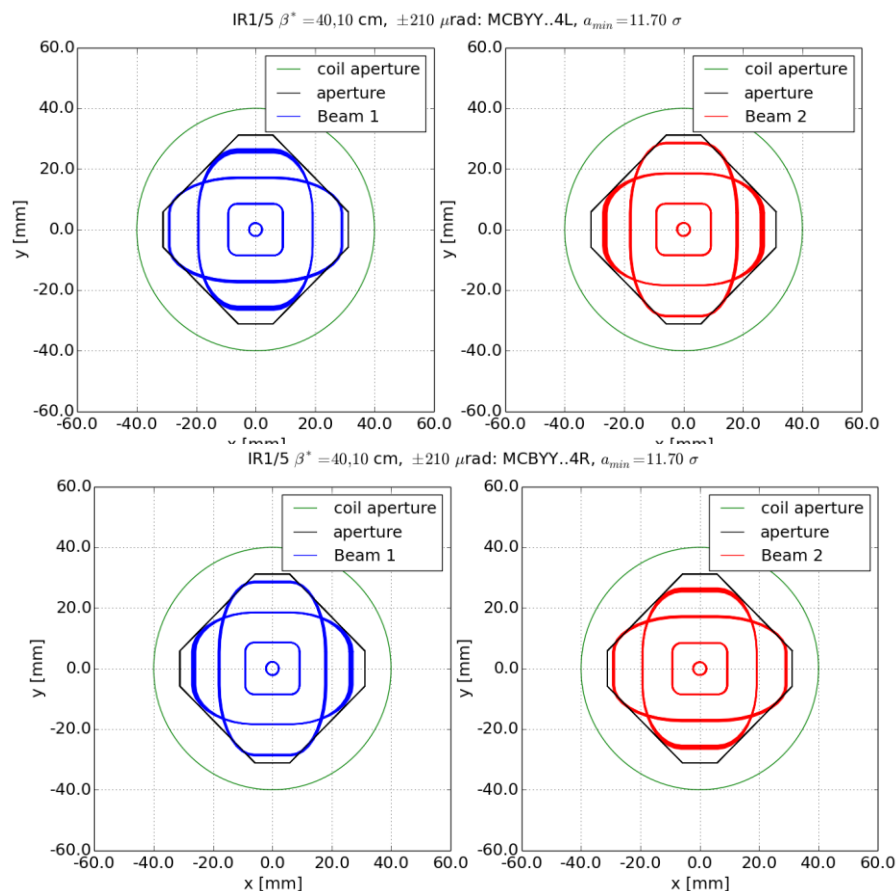 IR1/5 β* =40,10 cm, ±210 μrad: MCBYY..4L, a_min=11.70 σ
60.0
40.0
20.0
0.0
-20.0
-40.0
-60.0
y [mm]
coil aperture
aperture
Beam 1
-60.0 -40.0 -20.0 0.0 20.0 40.0 60.0
x [mm]
60.0
40.0
20.0
0.0
-20.0
-40.0
-60.0
y [mm]
coil aperture
aperture
Beam 2
-60.0 -40.0 -20.0 0.0 20.0 40.0 60.0
x [mm]
IR1/5 β* =40,10 cm, ±210 μrad: MCBYY..4R, a_min=11.70 σ
60.0
40.0
20.0
0.0
-20.0
-40.0
-60.0
y [mm]
coil aperture
aperture
Beam 1
-60.0 -40.0 -20.0 0.0 20.0 40.0 60.0
x [mm]
60.0
40.0
20.0
0.0
-20.0
-40.0
-60.0
y [mm]
coil aperture
aperture
Beam 2
-60.0 -40.0 -20.0 0.0 20.0 40.0 60.0
x [mm]